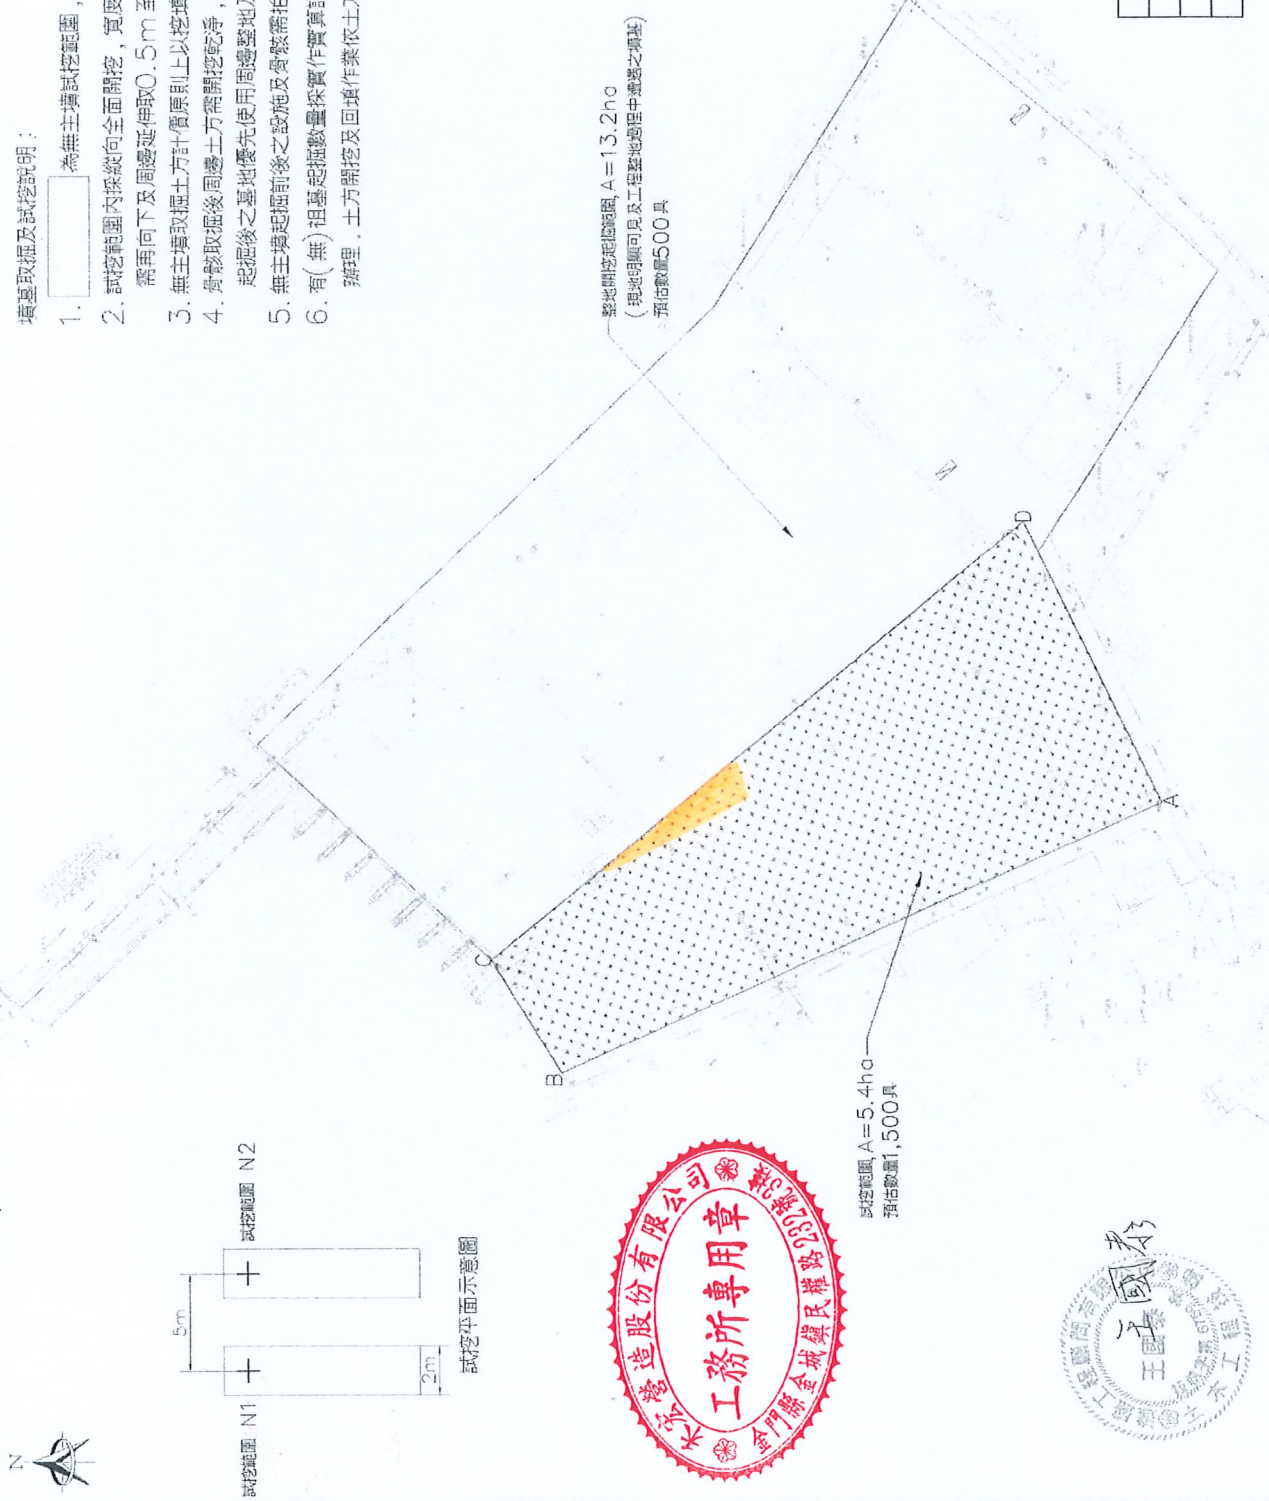 墳墓取掘及試挖說明：
1. 為無主墳試挖範圍，
2. 試挖範圍內採縱向全面開挖，寬度
需再向下及周邊延伸取0.5m至
3. 無主墳取掘土方計價原則上以挖填
4. 骨骸取掘後周邊土方需開挖乾淨，
起掘後之墓地優先使用周邊整地及
5. 無主墳起掘前後之設施及骨骸需拍
6. 有(無)祖墓起掘數量採實作實算計
辦理．土方開挖及回填作業依土方
整地開挖起掘範圍，A=13.2ha
(現地明顯可見及工程整地過程中遭遇之墳墓)
預估數量500具
N
5m
試挖範圍 N1
試挖範圍 N2
2m
試挖平面示意圖
B
C
D
A
試挖範圍，A=5.4ha
預估數量1,500具
營造股份有限公司
工務所專用章
金門縣金城鎮民權路232號3樓
王國泰
土木工程